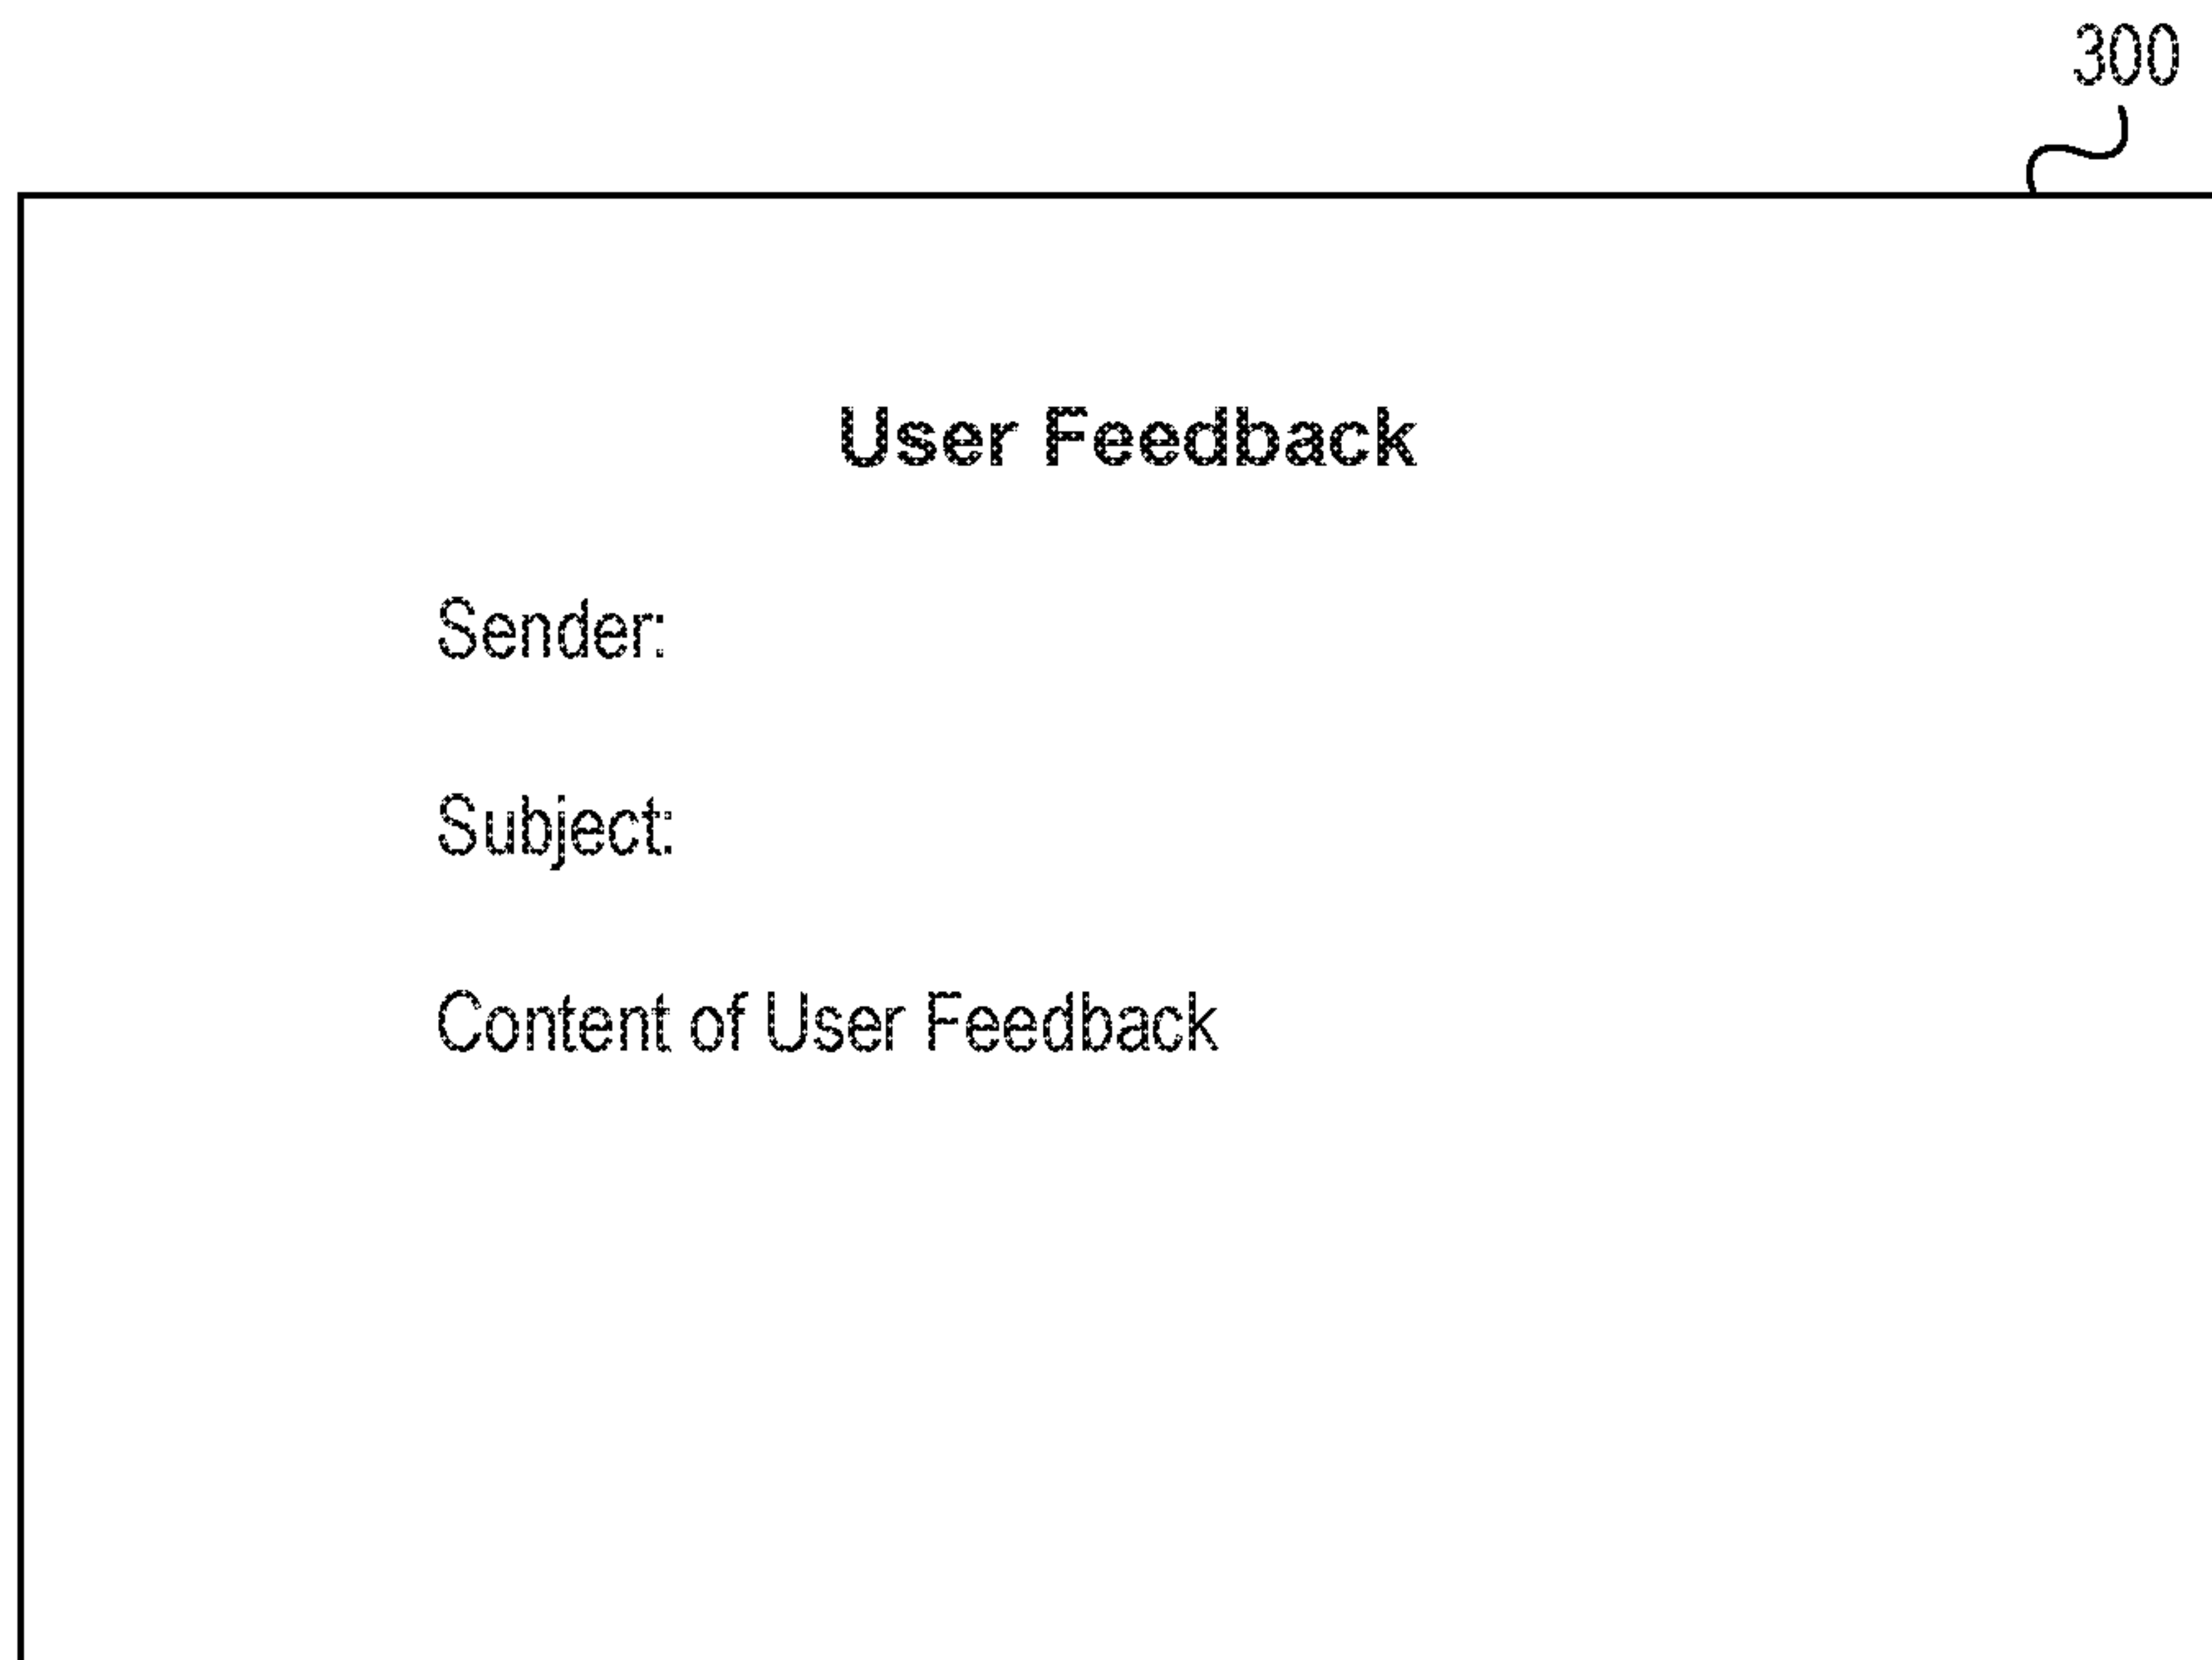 300
User Feedback
Sender:
Subject:
Content of User Feedback